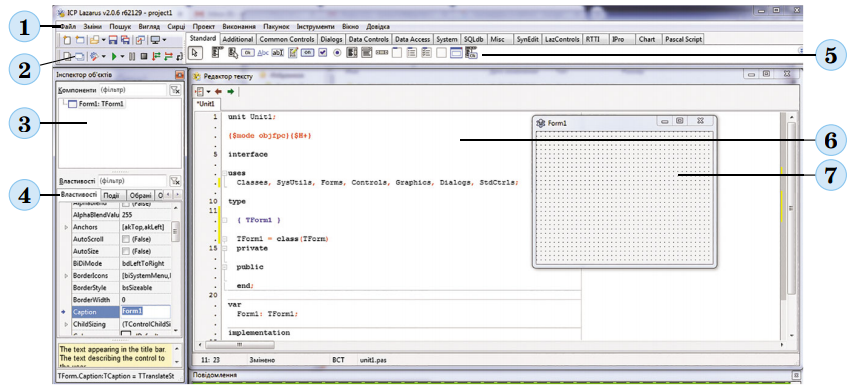 ICP Lazarus v2.0.6 r62129 - project1
Файл Зміни Пошук Вигляд Сирці Проект Виконання Пакунок Інструменти Вікно Довідка
Standard Additional Common Controls Dialogs Data Controls Data Access System SQLdb Misc SynEdit LazControls RTTI IPro Chart Pascal Script
1
2
3
4
5
6
7
Інспектор об'єктів
Компоненти (фільтр)
Form1: TForm1
Властивості (фільтр)
Властивості Події Обрані
AlphaBlend (False)
AlphaBlendValu 255
Anchors [akTop,akLeft]
AutoScroll (False)
AutoSize (False)
BiDiMode bdLeftToRight
BorderIcons [biSystemMenu,
BorderStyle bsSizeable
BorderWidth 0
Caption Form1
ChildSizing (TControlChildSi
The text appearing in the title bar.
The text describing the control to
TForm.Caption:TCaption = TTranslateSt
Редактор тексту
*Unit1
1 unit Unit1;
{$mode objfpc}{$H+}
5 interface
uses
Classes, SysUtils, Forms, Controls, Graphics, Dialogs, StdCtrls;
10 type
11
{ TForm1 }
TForm1 = class(TForm)
15 private
public
end;
20
var
Form1: TForm1;
implementation
11: 23 Змінено ВСТ unit1.pas
Повідомлення
Form1